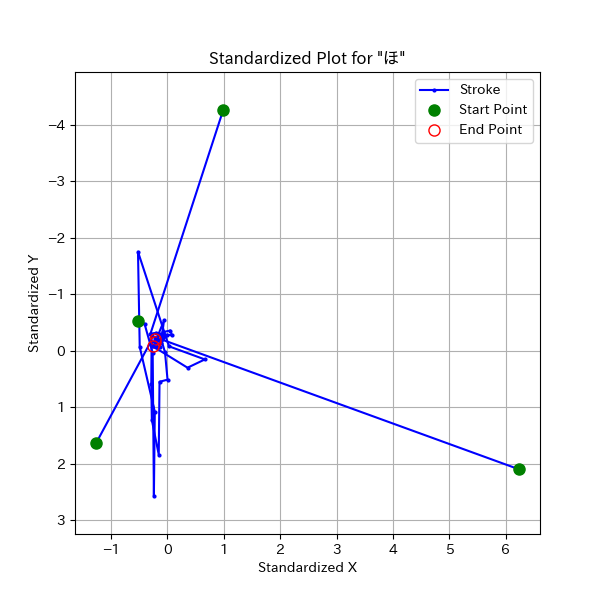 Standardized Plot for "ほ"
Stroke
Start Point
End Point
Standardized Y
−4
−3
−2
−1
0
1
2
3
−1 0 1 2 3 4 5 6
Standardized X